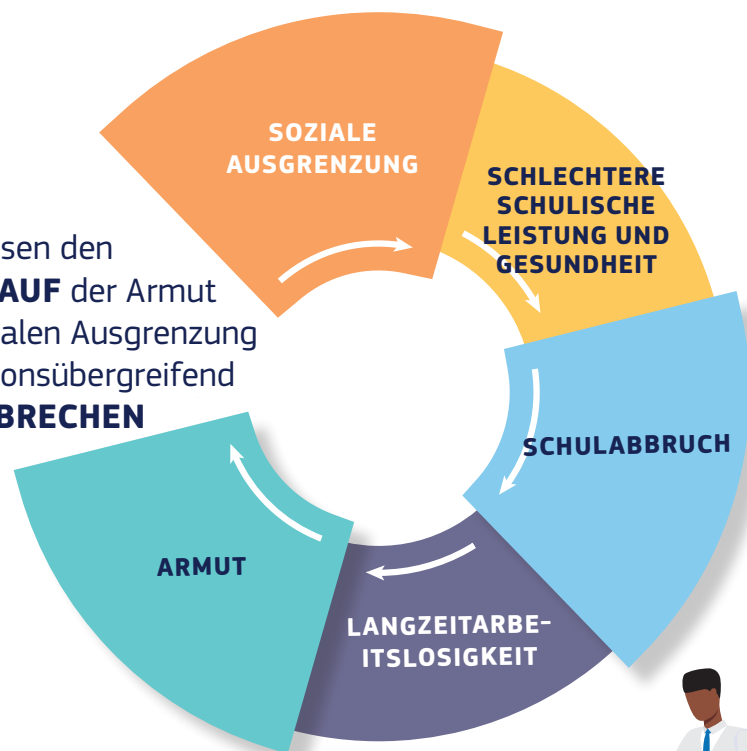 SOZIALE
AUSGRENZUNG
SCHLECHTERE
SCHULISCHE
LEISTUNG UND
GESUNDHEIT
sen den
AUF der Armut
alen Ausgrenzung
onsübergreifend
BRECHEN
SCHULABBRUCH
ARMUT
LANGZEITARBE-
ITSLOSIGKEIT